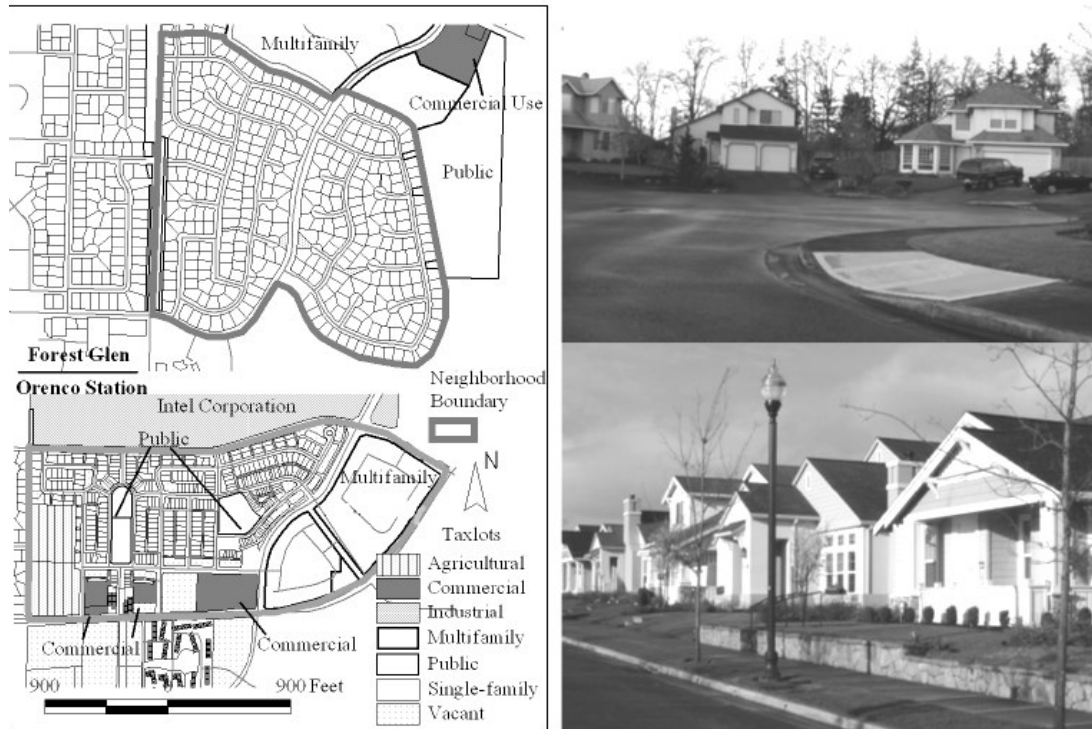 Multifamily
Commercial Use
Public
Forest Glen
Orenco Station
Neighborhood
Boundary
Intel Corporation
Public
N
Multifamily
Taxlots
Agricultural
Commercial
Industrial
Multifamily
Public
Single-family
Vacant
Commercial
Commercial
900
0
900 Feet